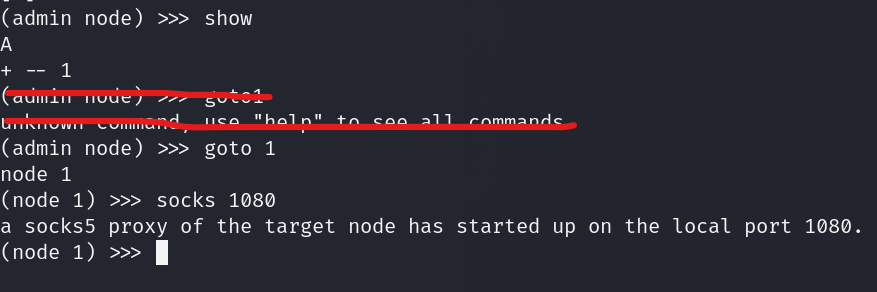 (admin node) >>> show
A
+ -- 1
(admin node) >>> goto1
unknown command, use "help" to see all commands
(admin node) >>> goto 1
node 1
(node 1) >>> socks 1080
a socks5 proxy of the target node has started up on the local port 1080.
(node 1) >>>